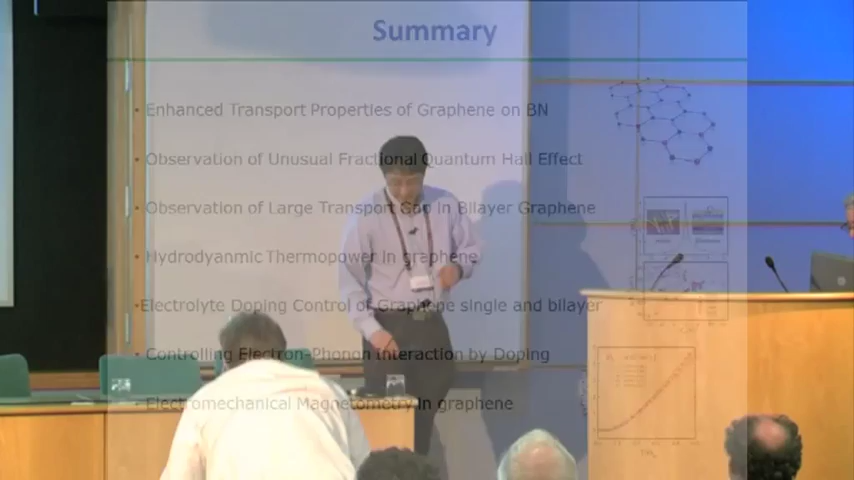 Summary
• Enhanced Transport Properties of Graphene on BN
• Observation of Unusual Fractional Quantum Hall Effect
• Observation of Large Transport Gap in Bilayer Graphene
• Hydrodyanmic Thermopower in graphene
• Electrolyte Doping Control of Graphene single and bilayer
• Controlling Electron-Phonon Interaction by Doping
• Electromechanical Magnetometry in graphene